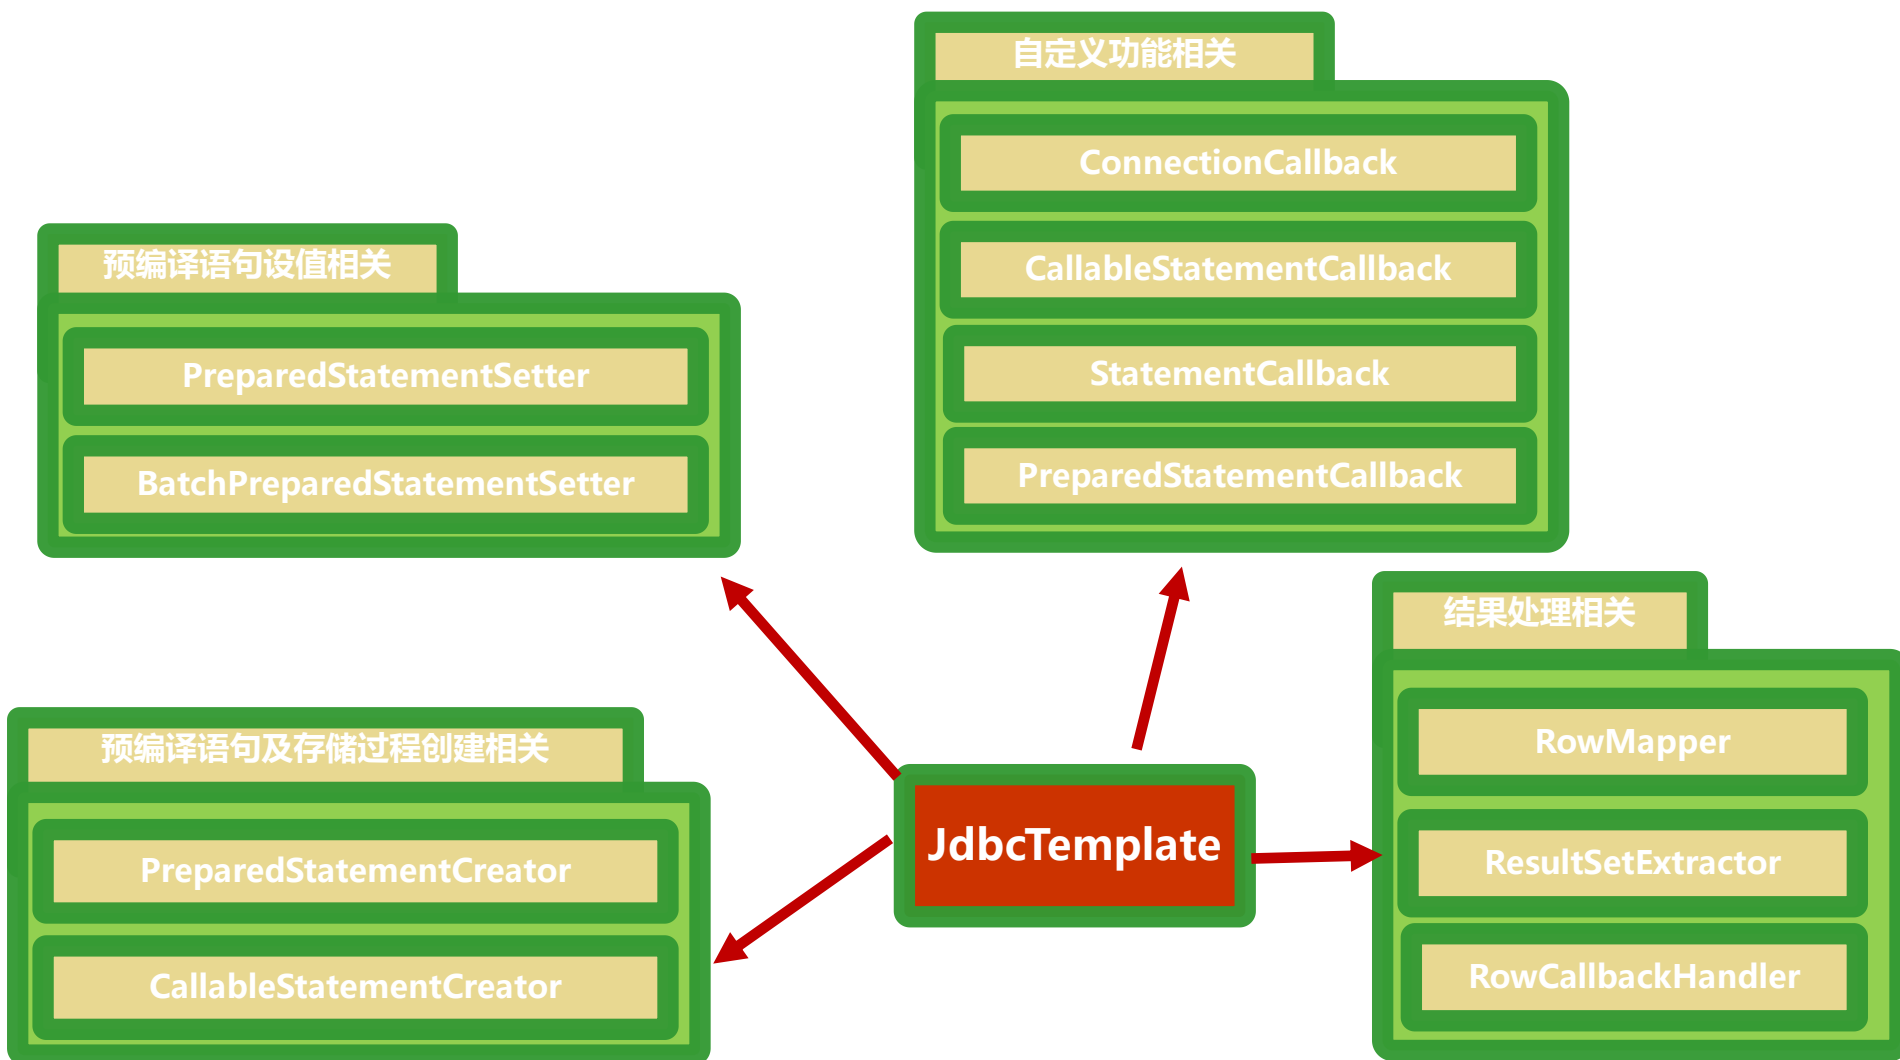 自定义功能相关
ConnectionCallback
CallableStatementCallback
StatementCallback
PreparedStatementCallback
预编译语句设值相关
PreparedStatementSetter
BatchPreparedStatementSetter
结果处理相关
RowMapper
ResultSetExtractor
RowCallbackHandler
预编译语句及存储过程创建相关
PreparedStatementCreator
CallableStatementCreator
JdbcTemplate